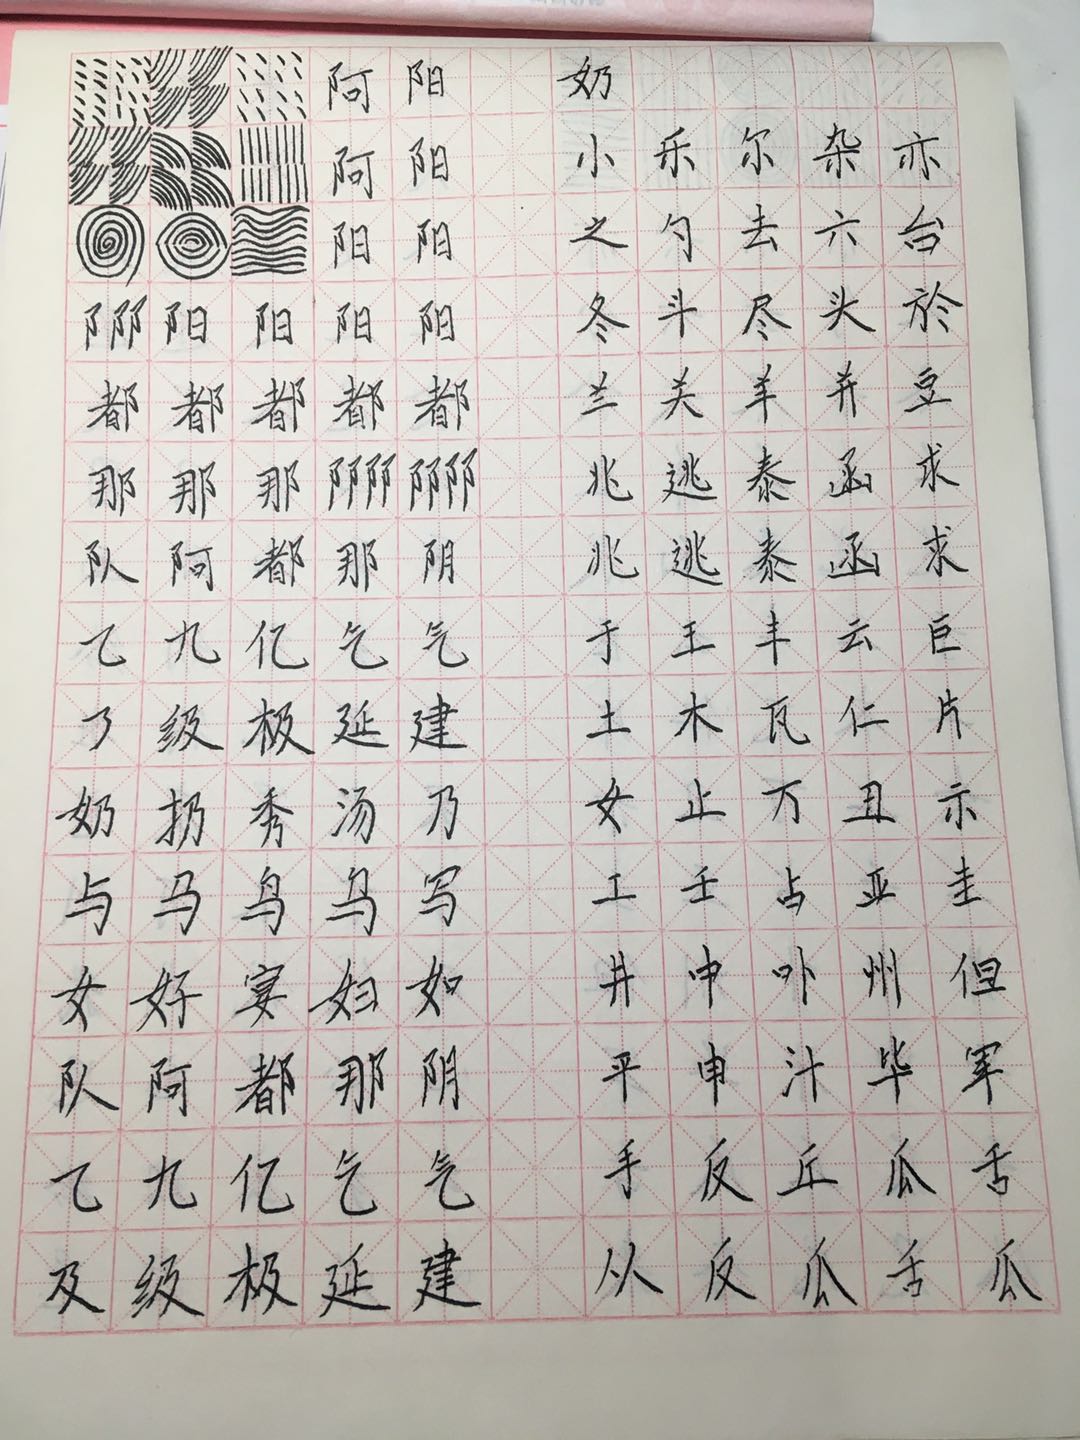 阿 阳 奶
阿 阳 小 乐 尔 杂 亦
阳 阳 之 勺 去 六 台
阝 阝 阝 阳 阳 阳 阳 冬 斗 尽 头 於
都 都 都 都 都 兰 关 羊 并 豆
那 那 那 阝 阝 阝 阝 阝 阝 阝 阝 兆 逃 泰 函 求
队 阿 都 那 阴 兆 逃 泰 函 求
乙 九 亿 乞 气 于 王 丰 云 巨
㇋ 级 极 延 建 土 木 瓦 仁 片
奶 扔 秀 汤 乃 女 止 万 丑 示
与 马 鸟 乌 写 工 壬 占 亚 圭
女 好 宴 妇 如 井 中 卟 州 但
队 阿 都 那 阴 平 申 汁 毕 军
乙 九 亿 乞 气 手 反 丘 瓜 舌
及 级 极 延 建 从 反 瓜 舌 瓜